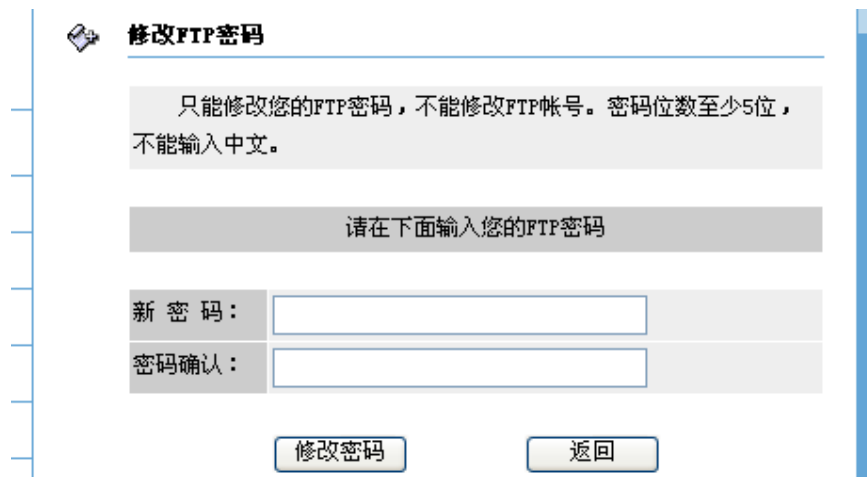 修改FTP密码
只能修改您的FTP密码，不能修改FTP帐号。密码位数至少5位，
不能输入中文。
请在下面输入您的FTP密码
新 密 码：
密码确认：
修改密码 返回